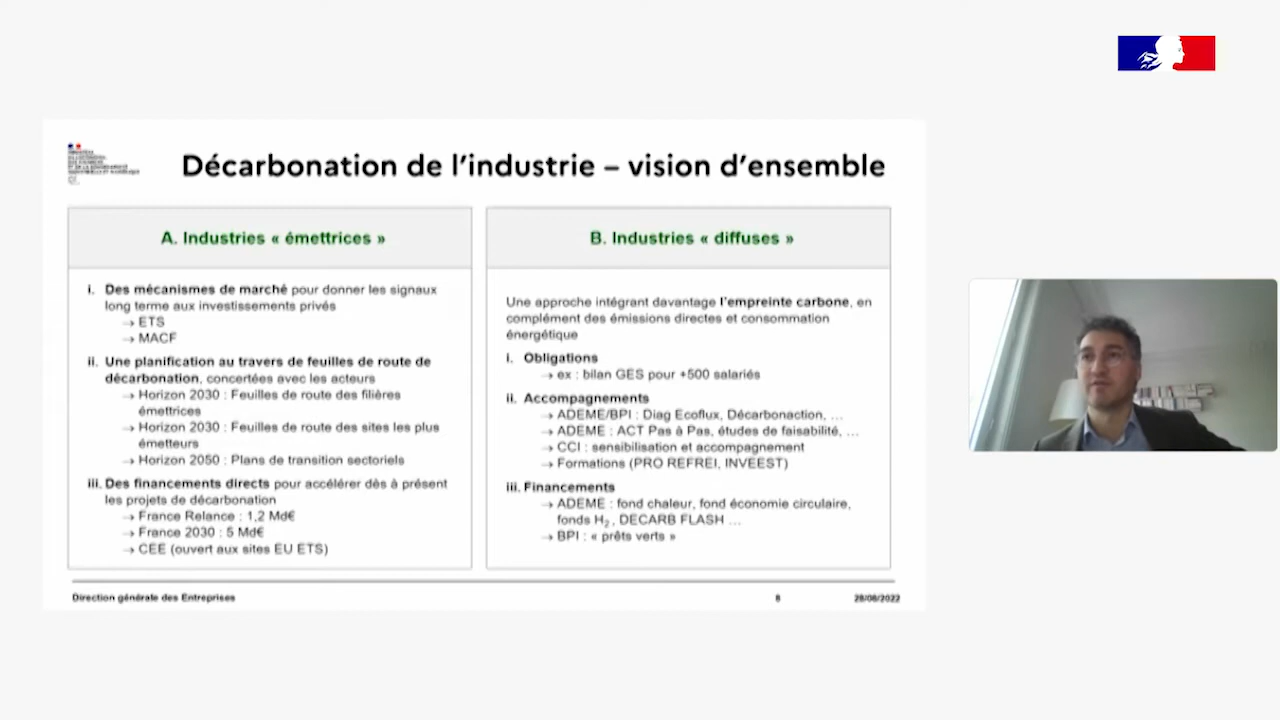 Décarbonation de l'industrie – vision d'ensemble
A. Industries « émettrices »
i. Des mécanismes de marché pour donner les signaux
long terme aux investissements privés
→ ETS
→ MACF
ii. Une planification au travers de feuilles de route de
décarbonation, concertées avec les acteurs
→ Horizon 2030 : Feuilles de route des filières
émettrices
→ Horizon 2030 : Feuilles de route des sites les plus
émetteurs
→ Horizon 2050 : Plans de transition sectoriels
iii. Des financements directs pour accélérer dès à présent
les projets de décarbonation
→ France Relance : 1,2 Md€
→ France 2030 : 5 Md€
→ CEE (ouvert aux sites EU ETS)
B. Industries « diffuses »
Une approche intégrant davantage l'empreinte carbone, en
complément des émissions directes et consommation
énergétique
i. Obligations
→ ex : bilan GES pour +500 salariés
ii. Accompagnements
→ ADEME/BPI : Diag Ecoflux, Décarbonaction, …
→ ADEME : ACT Pas à Pas, études de faisabilité, …
→ CCI : sensibilisation et accompagnement
→ Formations (PRO REFREI, INVEEST)
iii. Financements
→ ADEME : fond chaleur, fond économie circulaire,
fonds H₂, DECARB FLASH …
→ BPI : « prêts verts »
Direction générale des Entreprises
8
28/06/2022